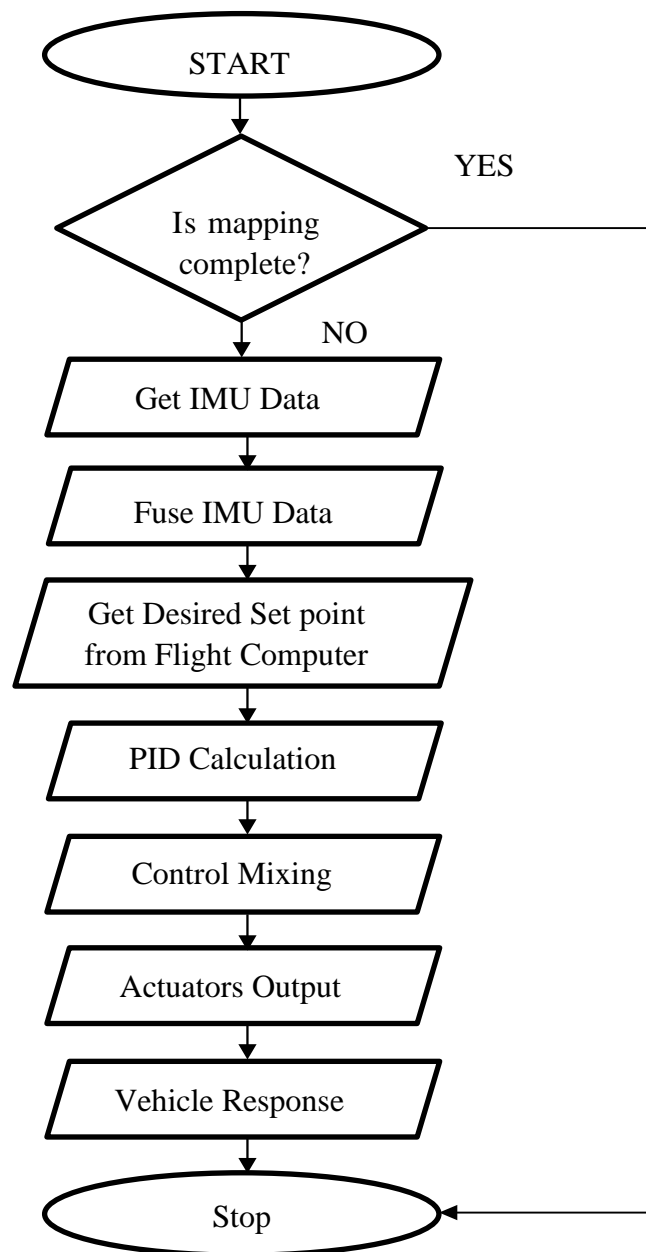 START
YES
Is mapping
complete?
NO
Get IMU Data
Fuse IMU Data
Get Desired Set point
from Flight Computer
PID Calculation
Control Mixing
Actuators Output
Vehicle Response
Stop